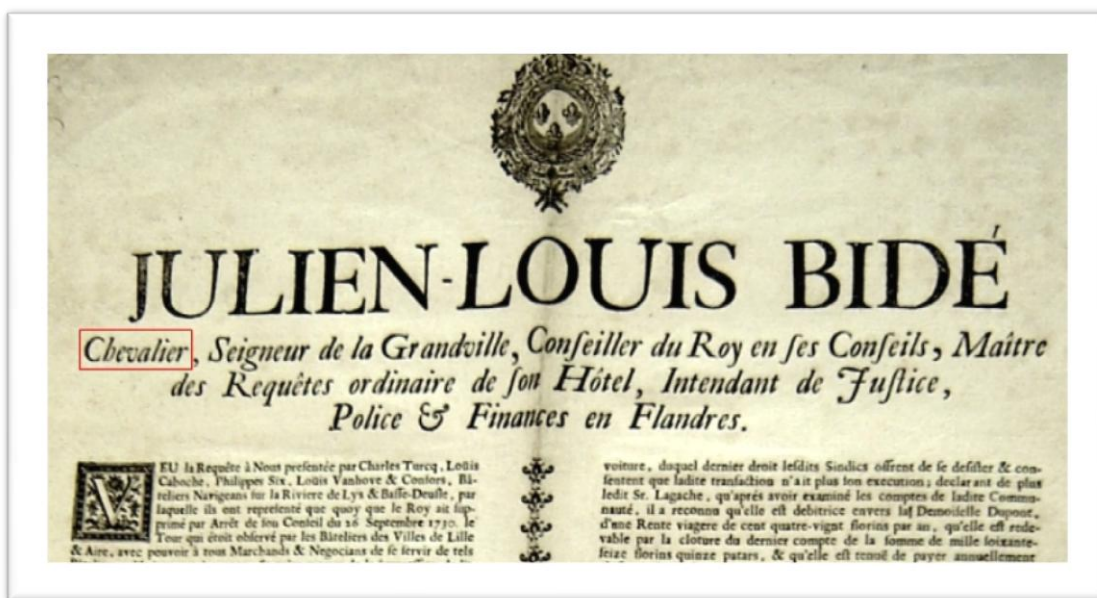 JULIEN-LOUIS BIDÉ
Chevalier, Seigneur de la Grandville, Conſeiller du Roy en ſes Conſeils, Maître
des Requêtes ordinaire de ſon Hôtel, Intendant de Juſtice,
Police & Finances en Flandres.
VEU la Requête à Nous preſentée par Charles Turcq, Loüis
Caboche, Philippes Six, Louis Vanhove & Conſors, Bâ-
teliers Navigeans ſur la Riviere de Lys & Baſſe-Deuſle, par
laquelle ils ont repreſenté que quoy que le Roy ait ſup-
primé par Arrêt de ſon Conſeil du 26 Septembre 1730. le
Tour qui étoit obſervé par les Bâteliers des Villes de Lille
& Aire, avec pouvoir à tous Marchands & Negocians de ſe ſervir de tels
voiture, duquel dernier droit leſdits Sindics offrent de ſe deſiſter & con-
ſentent que ladite tranſaction n'ait plus ſon execution; declarant de plus
ledit Sr. Lagache, qu'aprés avoir examiné les comptes de ladite Commu-
nauté, il a reconnu qu'elle eſt debitrice envers la Demoiſelle Dupont,
d'une Rente viagere de cent quatre-vignt florins par an, qu'elle eſt rede-
vable par la cloture du dernier compte de la ſomme de mille ſoixante-
ſeize florins quinze patars, & qu'elle eſt tenuë de payer annuellement